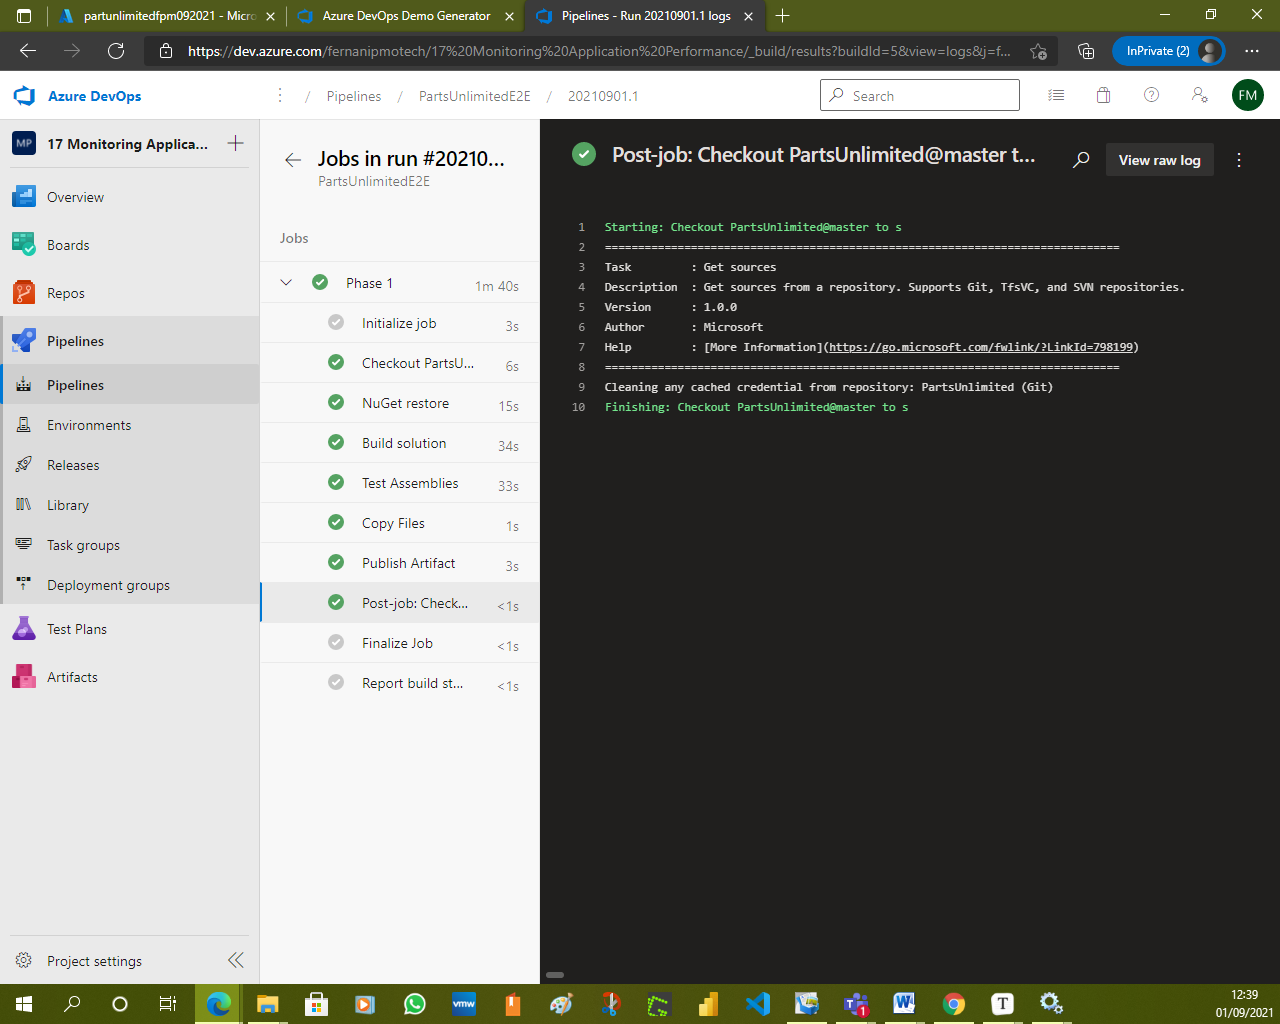 partunlimitedfpm092021 - Micro
Azure DevOps Demo Generator
Pipelines - Run 20210901.1 logs
https://dev.azure.com/fernanipmotech/17%20Monitoring%20Application%20Performance/_build/results?buildId=5&view=logs&j=f...
InPrivate (2)
Azure DevOps
/ Pipelines / PartsUnlimitedE2E / 20210901.1
Search
FM
MP
17 Monitoring Applica...
Overview
Boards
Repos
Pipelines
Pipelines
Environments
Releases
Library
Task groups
Deployment groups
Test Plans
Artifacts
Project settings
Jobs in run #20210...
PartsUnlimitedE2E
Jobs
Phase 1 1m 40s
Initialize job 3s
Checkout PartsU... 6s
NuGet restore 15s
Build solution 34s
Test Assemblies 33s
Copy Files 1s
Publish Artifact 3s
Post-job: Check... <1s
Finalize Job <1s
Report build st... <1s
Post-job: Checkout PartsUnlimited@master t...
View raw log
1 Starting: Checkout PartsUnlimited@master to s
2 ==============================================================================
3 Task         : Get sources
4 Description  : Get sources from a repository. Supports Git, TfsVC, and SVN repositories.
5 Version      : 1.0.0
6 Author       : Microsoft
7 Help         : [More Information](https://go.microsoft.com/fwlink/?LinkId=798199)
8 ==============================================================================
9 Cleaning any cached credential from repository: PartsUnlimited (Git)
10 Finishing: Checkout PartsUnlimited@master to s
vmw
1
T
12:39
01/09/2021